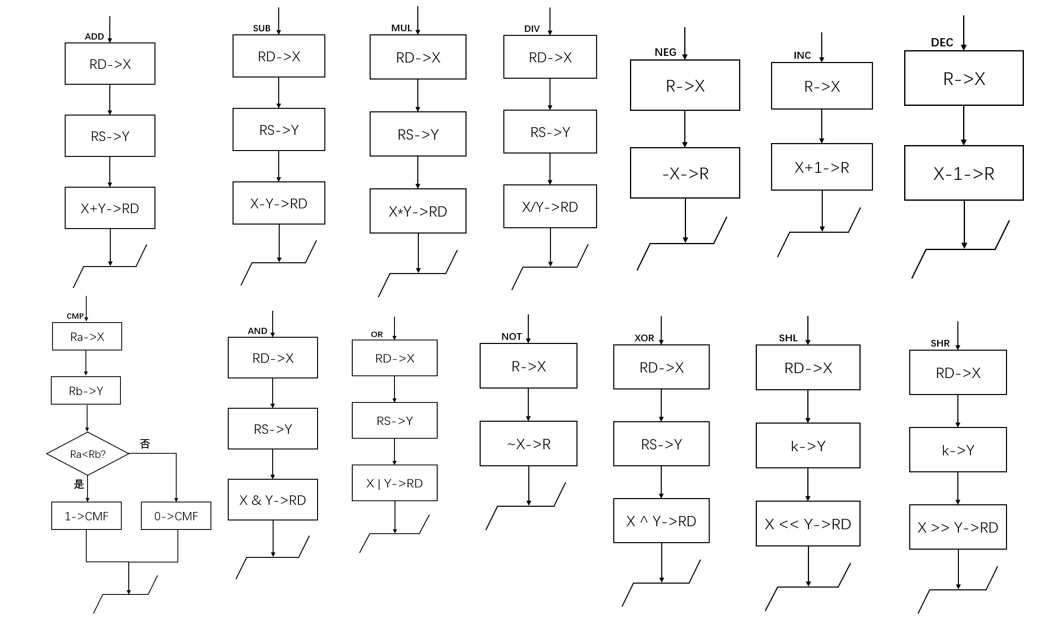 ADD
RD->X
RS->Y
X+Y->RD
SUB
RD->X
RS->Y
X-Y->RD
MUL
RD->X
RS->Y
X*Y->RD
DIV
RD->X
RS->Y
X/Y->RD
NEG
R->X
-X->R
INC
R->X
X+1->R
DEC
R->X
X-1->R
CMP
Ra->X
Rb->Y
Ra<Rb?
否
是
1->CMF
0->CMF
AND
RD->X
RS->Y
X & Y->RD
OR
RD->X
RS->Y
X | Y->RD
NOT
R->X
~X->R
XOR
RD->X
RS->Y
X ^ Y->RD
SHL
RD->X
k->Y
X << Y->RD
SHR
RD->X
k->Y
X >> Y->RD